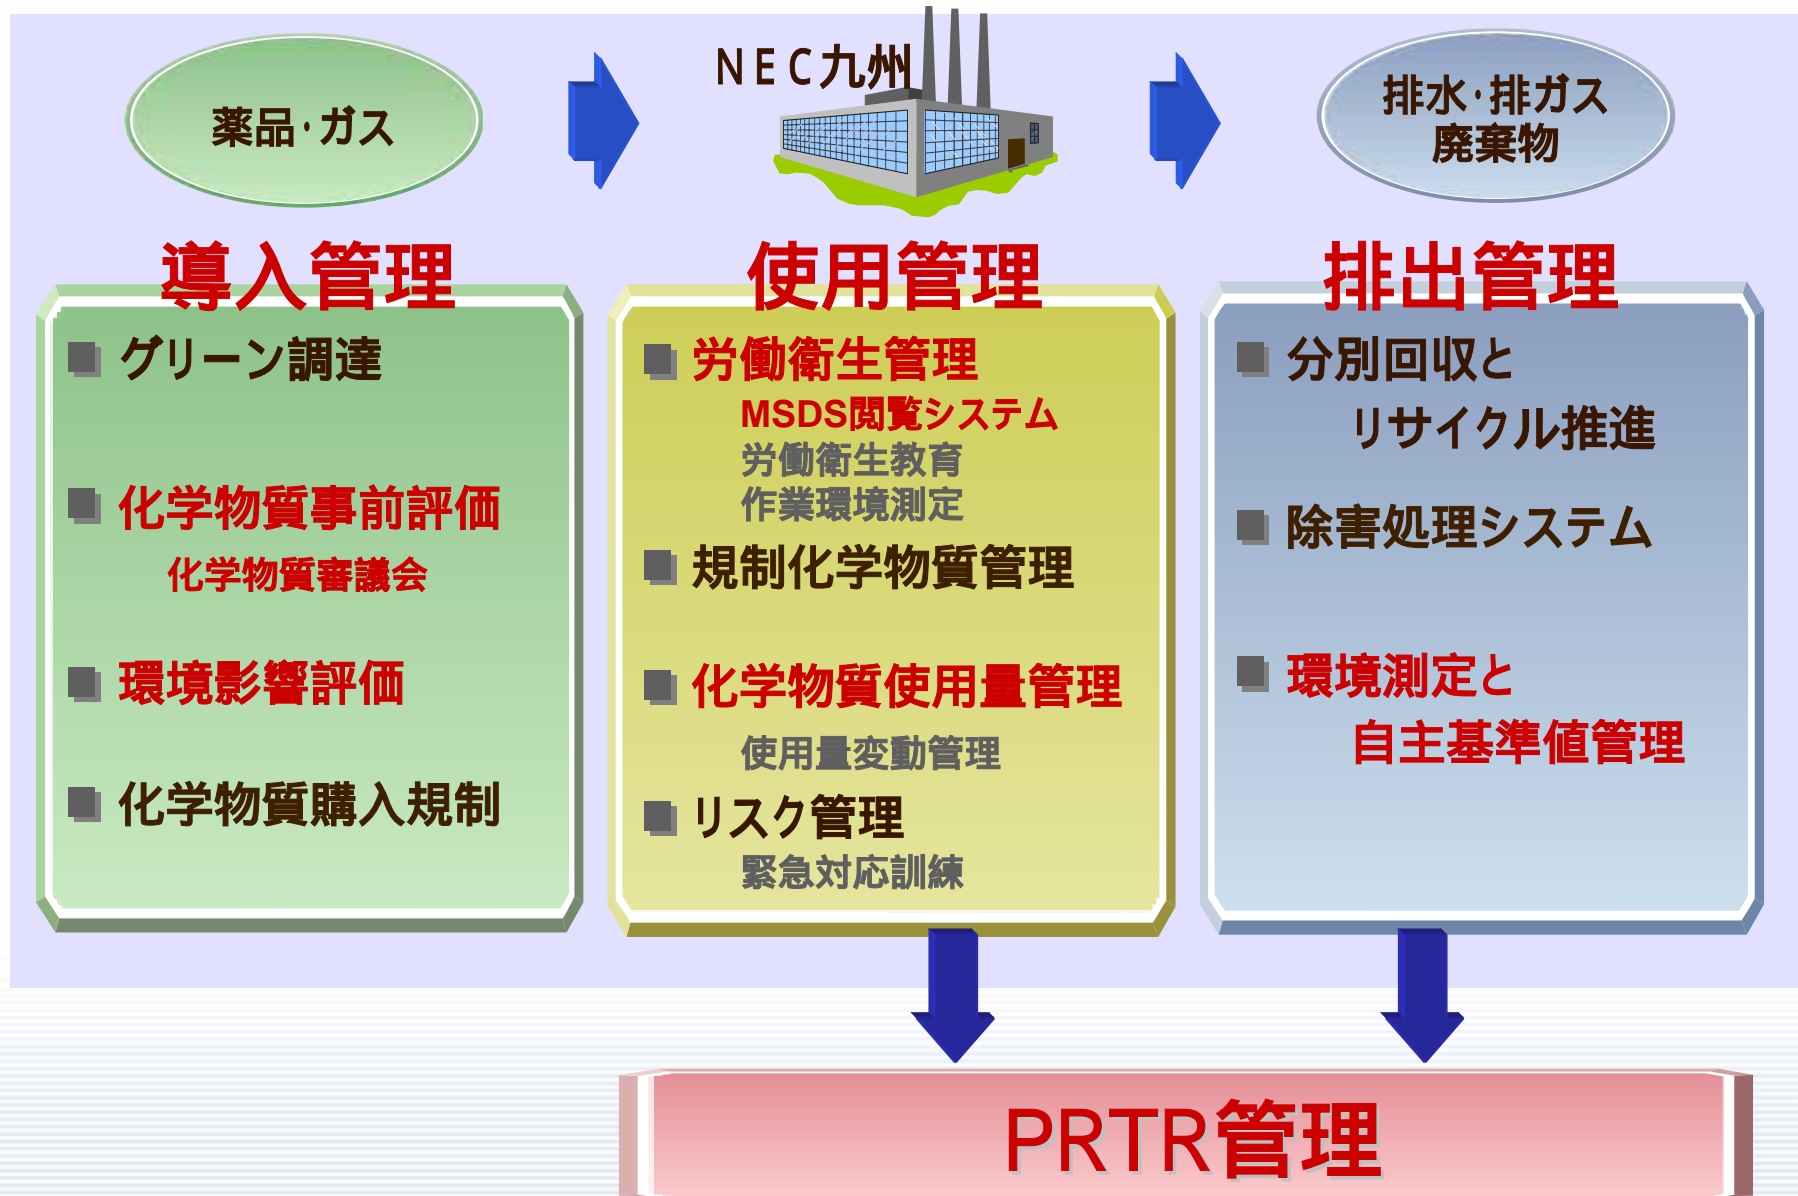 薬品·ガス
NEC九州
排水·排ガス
廃棄物
導入管理
グリーン調達
化学物質事前評価
化学物質審議会
環境影響評価
化学物質購入規制
使用管理
労働衛生管理
MSDS閲覧システム
労働衛生教育
作業環境測定
規制化学物質管理
化学物質使用量管理
使用量変動管理
リスク管理
緊急対応訓練
排出管理
分別回収と
リサイクル推進
除害処理システム
環境測定と
自主基準値管理
PRTR管理